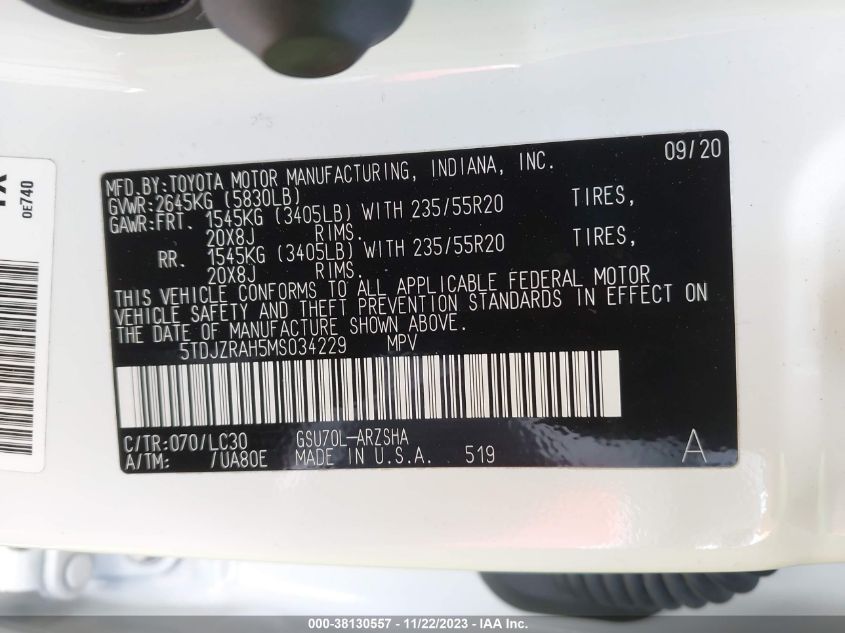 09/20
MFD.BY:TOYOTA MOTOR MANUFACTURING, INDIANA, INC.
GVWR:2645KG (5830LB)
GAWR:FRT. 1545KG (3405LB) WITH 235/55R20 TIRES,
20X8J RIMS.
RR. 1545KG (3405LB) WITH 235/55R20 TIRES,
20X8J RIMS.
THIS VEHICLE CONFORMS TO ALL APPLICABLE FEDERAL MOTOR
VEHICLE SAFETY AND THEFT PREVENTION STANDARDS IN EFFECT ON
THE DATE OF MANUFACTURE SHOWN ABOVE.
5TDJZRAH5MS034229 MPV
C/TR:070/LC30 GSU70L-ARZSHA
A/TM: /UA80E MADE IN U.S.A. 519 A
0E740
000-38130557 - 11/22/2023 - IAA Inc.